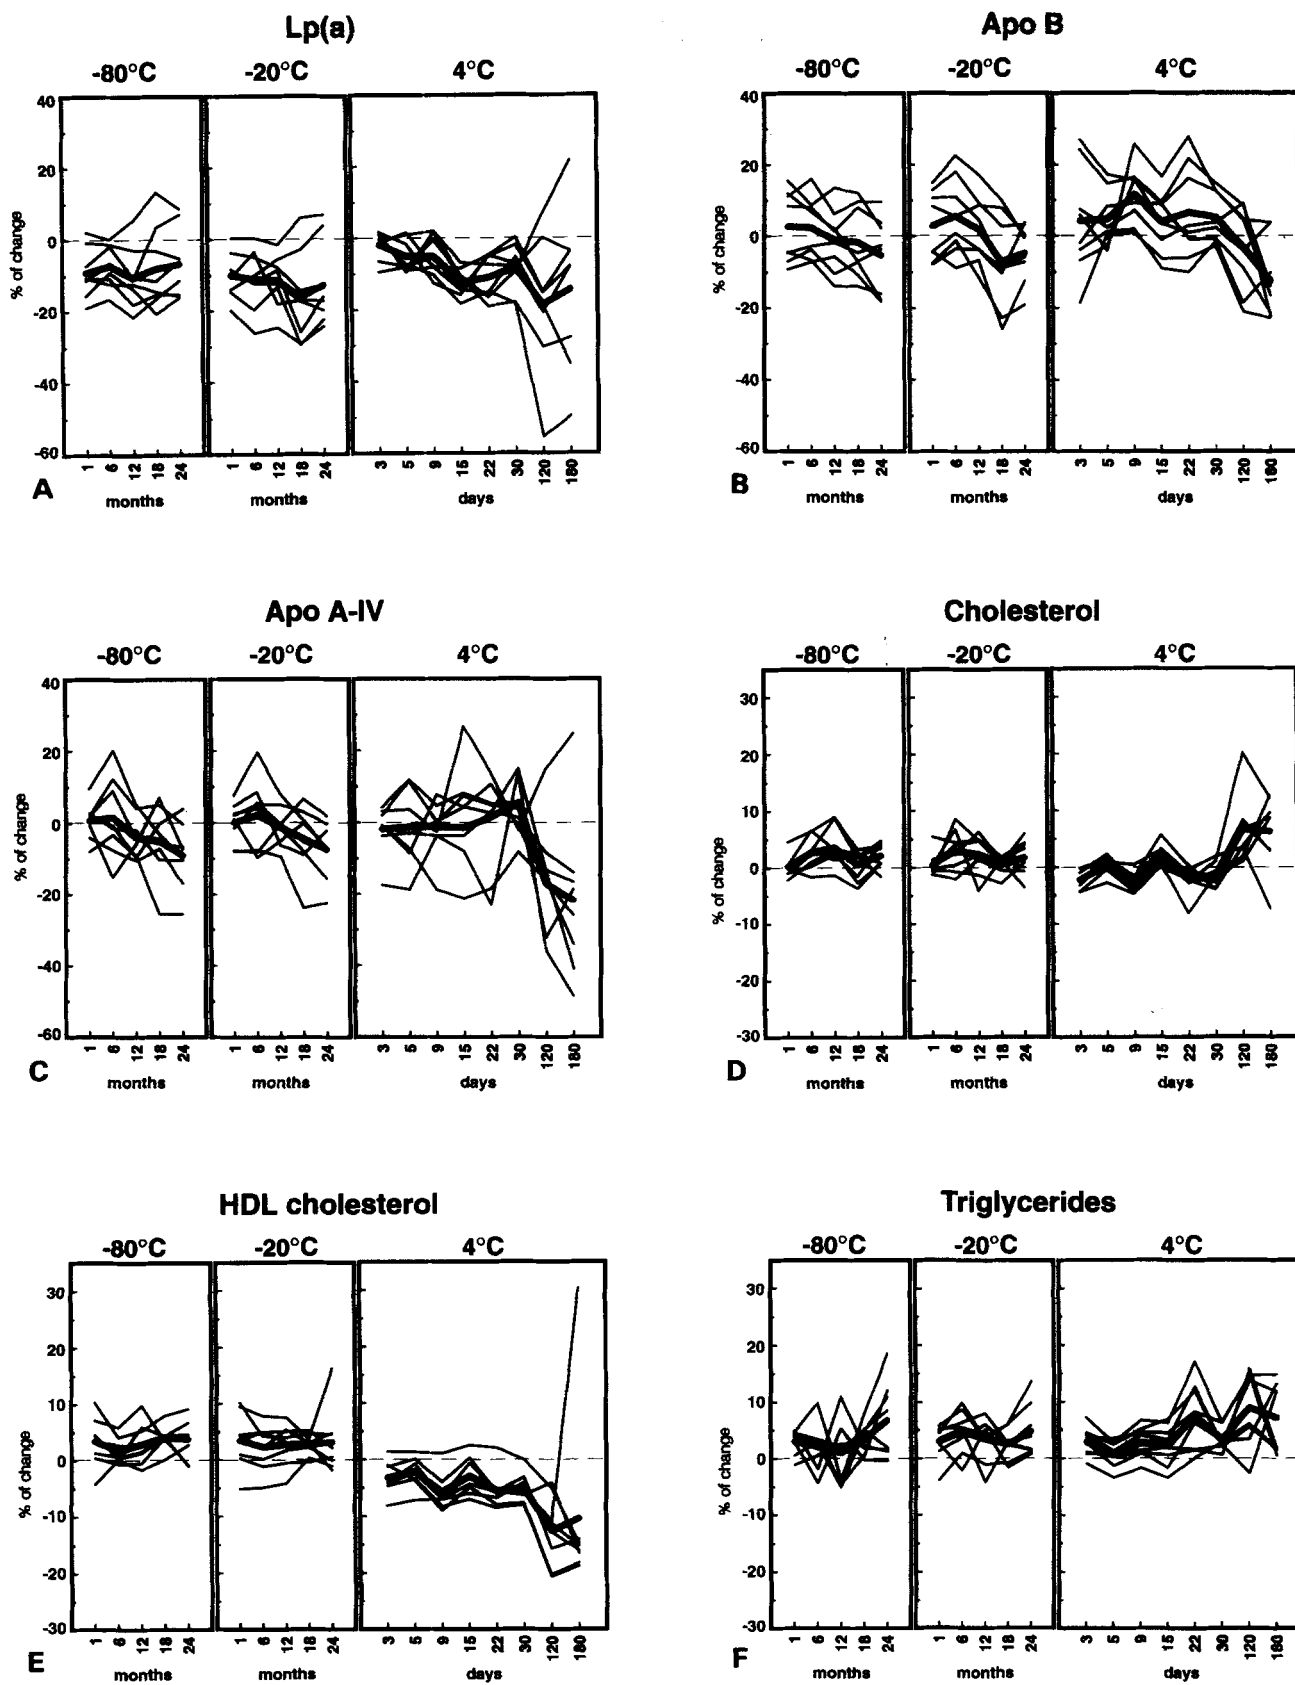 Lp(a)
-80°C -20°C 4°C
40
20
0
-20
-40
-60
% of change
1 6 12 18 24
1 6 12 18 24
3 5 9 15 22 30 120 180
months months days
A
Apo B
-80°C -20°C 4°C
40
20
0
-20
-40
-60
% of change
1 6 12 18 24
1 6 12 18 24
3 5 9 15 22 30 120 180
months months days
B
Apo A-IV
-80°C -20°C 4°C
40
20
0
-20
-40
-60
% of change
1 6 12 18 24
1 6 12 18 24
3 5 9 15 22 30 120 180
months months days
C
Cholesterol
-80°C -20°C 4°C
30
20
10
0
-10
-20
-30
% of change
1 6 12 18 24
1 6 12 18 24
3 5 9 15 22 30 120 180
months months days
D
HDL cholesterol
-80°C -20°C 4°C
30
20
10
0
-10
-20
-30
% of change
1 6 12 18 24
1 6 12 18 24
3 5 9 15 22 30 120 180
months months days
E
Triglycerides
-80°C -20°C 4°C
30
20
10
0
-10
-20
-30
% of change
1 6 12 18 24
1 6 12 18 24
3 5 9 15 22 30 120 180
months months days
F